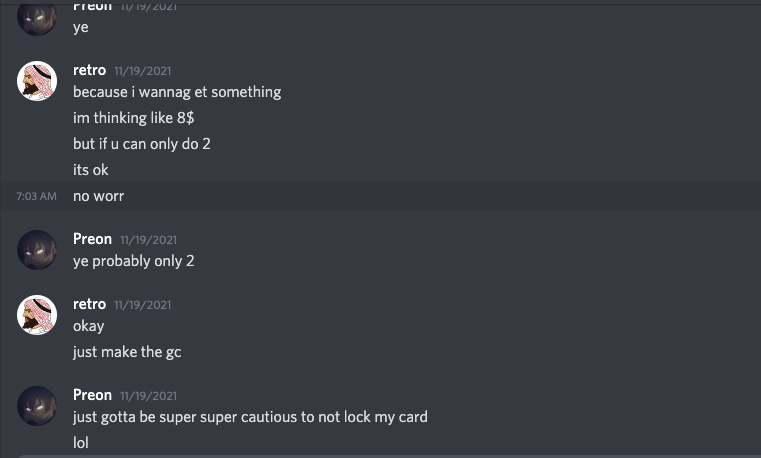 Preon 11/19/2021
ye
retro 11/19/2021
because i wannag et something
im thinking like 8$
but if u can only do 2
its ok
7:03 AM no worr
Preon 11/19/2021
ye probably only 2
retro 11/19/2021
okay
just make the gc
Preon 11/19/2021
just gotta be super super cautious to not lock my card
lol